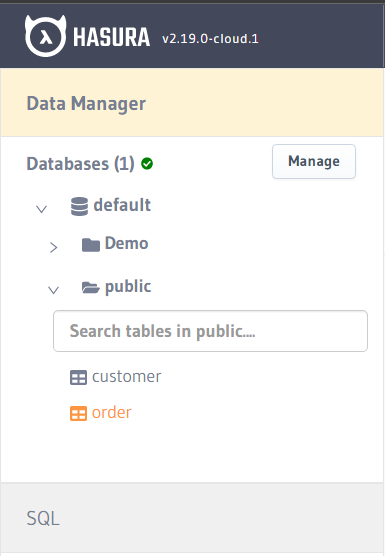 HASURA v2.19.0-cloud.1
Data Manager
Databases (1) Manage
default
Demo
public
Search tables in public....
customer
order
SQL